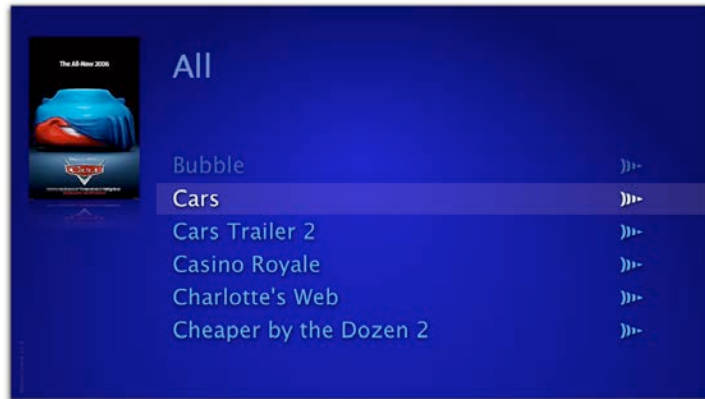 The All-New 2006
All
Cars
Bubble
Cars
Cars Trailer 2
Casino Royale
Charlotte's Web
Cheaper by the Dozen 2